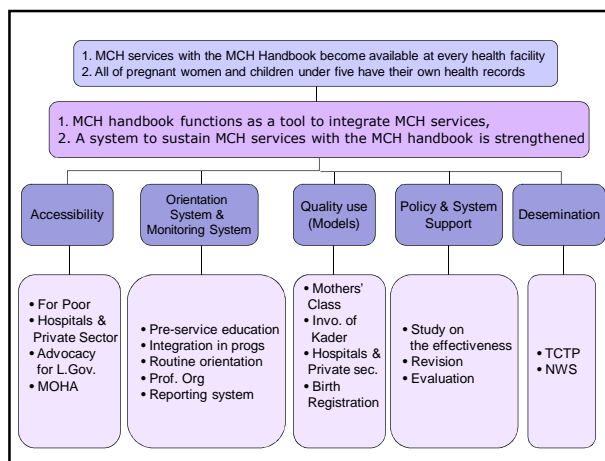 1. MCH services with the MCH Handbook become available at every health facility
2. All of pregnant women and children under five have their own health records
1. MCH handbook functions as a tool to integrate MCH services,
2. A system to sustain MCH services with the MCH handbook is strengthened
Accessibility
Orientation
System &
Monitoring System
Quality use
(Models)
Policy & System
Support
Desemination
• For Poor
• Hospitals &
Private Sector
• Advocacy
for L.Gov.
• MOHA
• Pre-service education
• Integration in progs
• Routine orientation
• Prof. Org
• Reporting system
• Mothers’
Class
• Invo. of
Kader
• Hospitals &
Private sec.
• Birth
Registration
• Study on
the effectiveness
• Revision
• Evaluation
• TCTP
• NWS